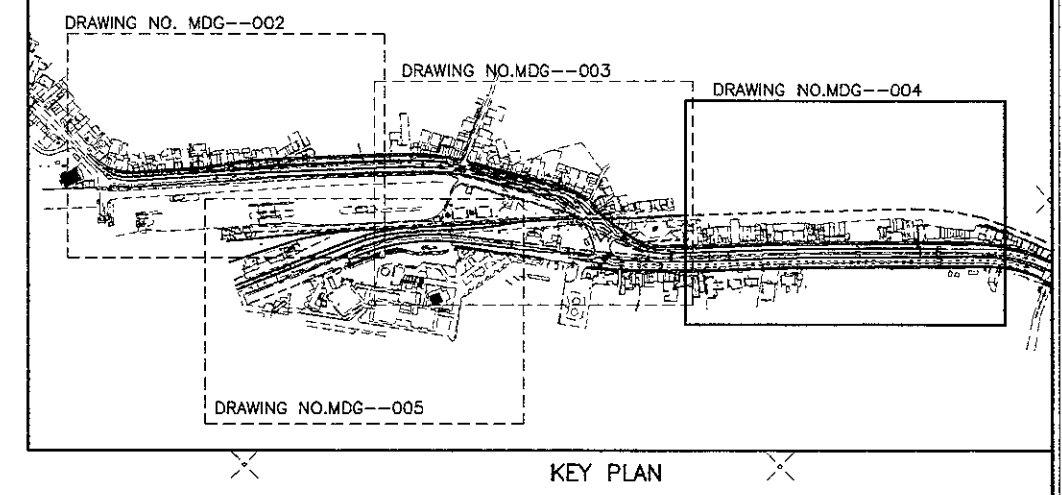 DRAWING NO. MDG--002
DRAWING NO.MDG--003
DRAWING NO.MDG--004
DRAWING NO.MDG--005
KEY PLAN